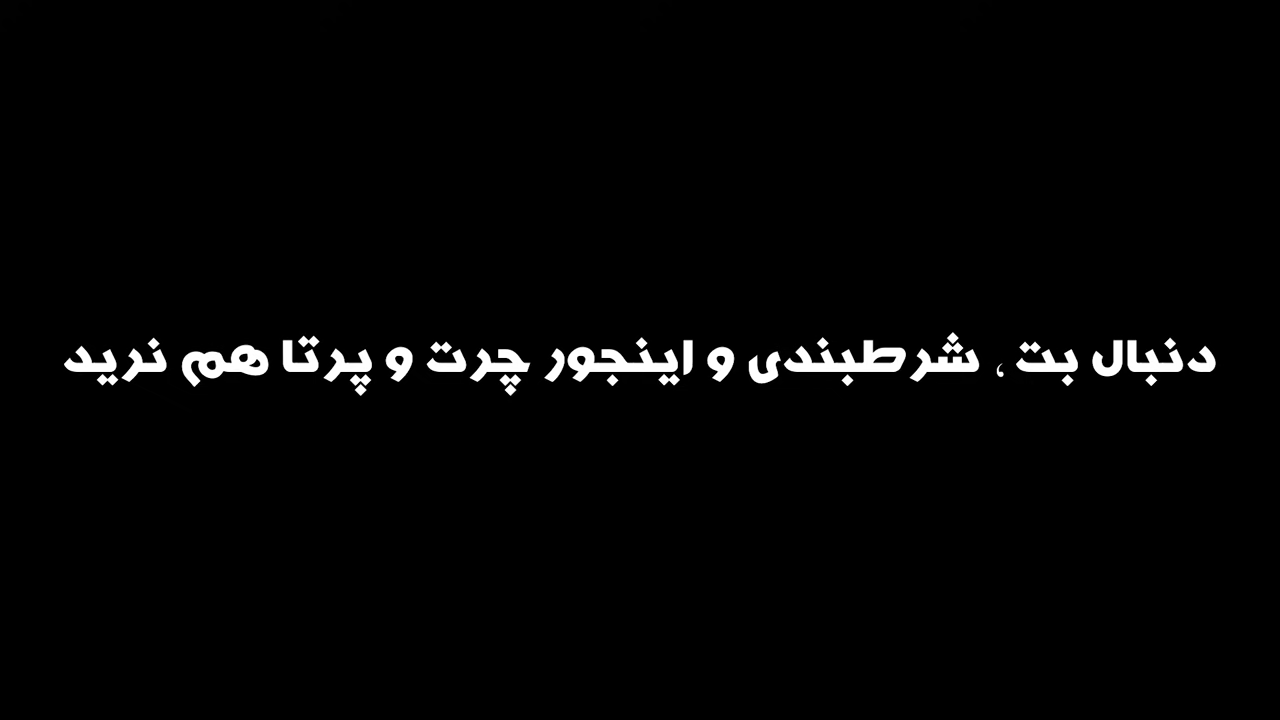 دنبال بت ، شرطبندی و اینجور چرت و پرتا هم نرید